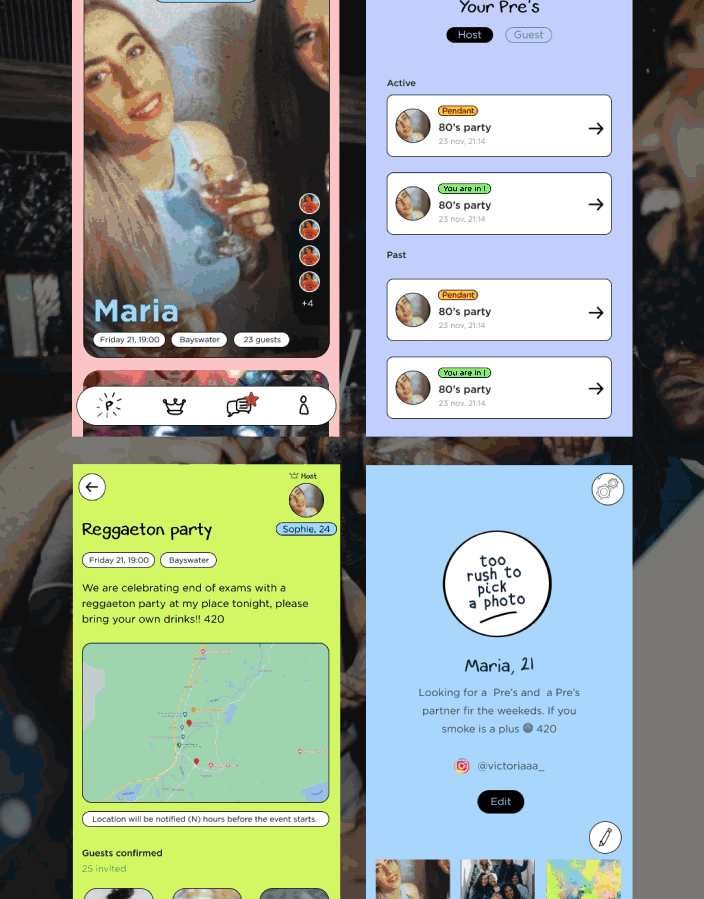 Maria
+4
Friday 21, 19:00
Bayswater
23 guests
P
Your Pre's
Host
Guest
Active
Pendant
80's party
23 nov, 21:14
You are in !
80's party
23 nov, 21:14
Past
Pendant
80's party
23 nov, 21:14
You are in !
80's party
23 nov, 21:14
Host
Sophie, 24
Reggaeton party
Friday 21, 19:00
Bayswater
We are celebrating end of exams with a
reggaeton party at my place tonight, please
bring your own drinks!! 420
Location will be notified (N) hours before the event starts.
Guests confirmed
25 invited
too
rush to
pick
a photo
Maria, 21
Looking for a Pre's and a Pre's
partner fir the weekeds. If you
smoke is a plus 420
@victoriaaa_
Edit